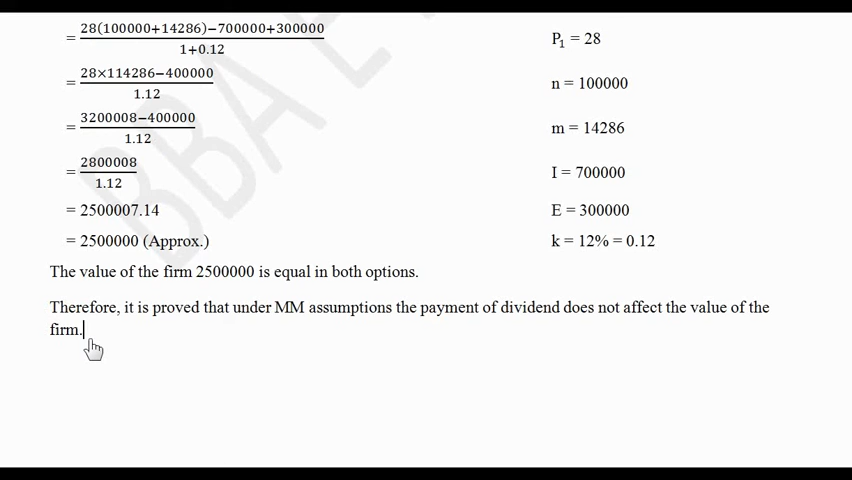 = 28(100000+14286)−700000+300000 / 1+0.12 P₁ = 28
= 28×114286−400000 / 1.12 n = 100000
= 3200008−400000 / 1.12 m = 14286
= 2800008 / 1.12 I = 700000
= 2500007.14 E = 300000
= 2500000 (Approx.) k = 12% = 0.12
The value of the firm 2500000 is equal in both options.
Therefore, it is proved that under MM assumptions the payment of dividend does not affect the value of the
firm.